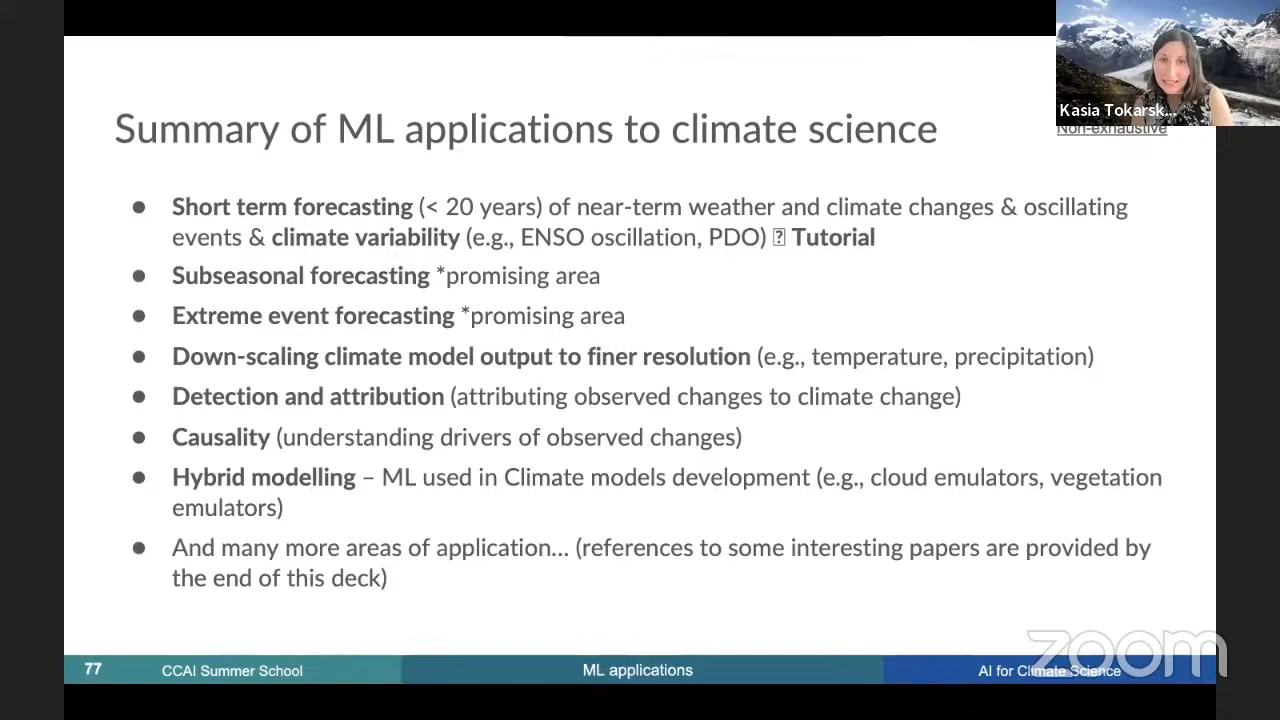 Kasia Tokarsk...
Non-exhaustive
Summary of ML applications to climate science
● Short term forecasting (< 20 years) of near-term weather and climate changes & oscillating
events & climate variability (e.g., ENSO oscillation, PDO) ⍰ Tutorial
● Subseasonal forecasting *promising area
● Extreme event forecasting *promising area
● Down-scaling climate model output to finer resolution (e.g., temperature, precipitation)
● Detection and attribution (attributing observed changes to climate change)
● Causality (understanding drivers of observed changes)
● Hybrid modelling – ML used in Climate models development (e.g., cloud emulators, vegetation
emulators)
● And many more areas of application... (references to some interesting papers are provided by
the end of this deck)
77 CCAI Summer School ML applications AI for Climate Science
zoom